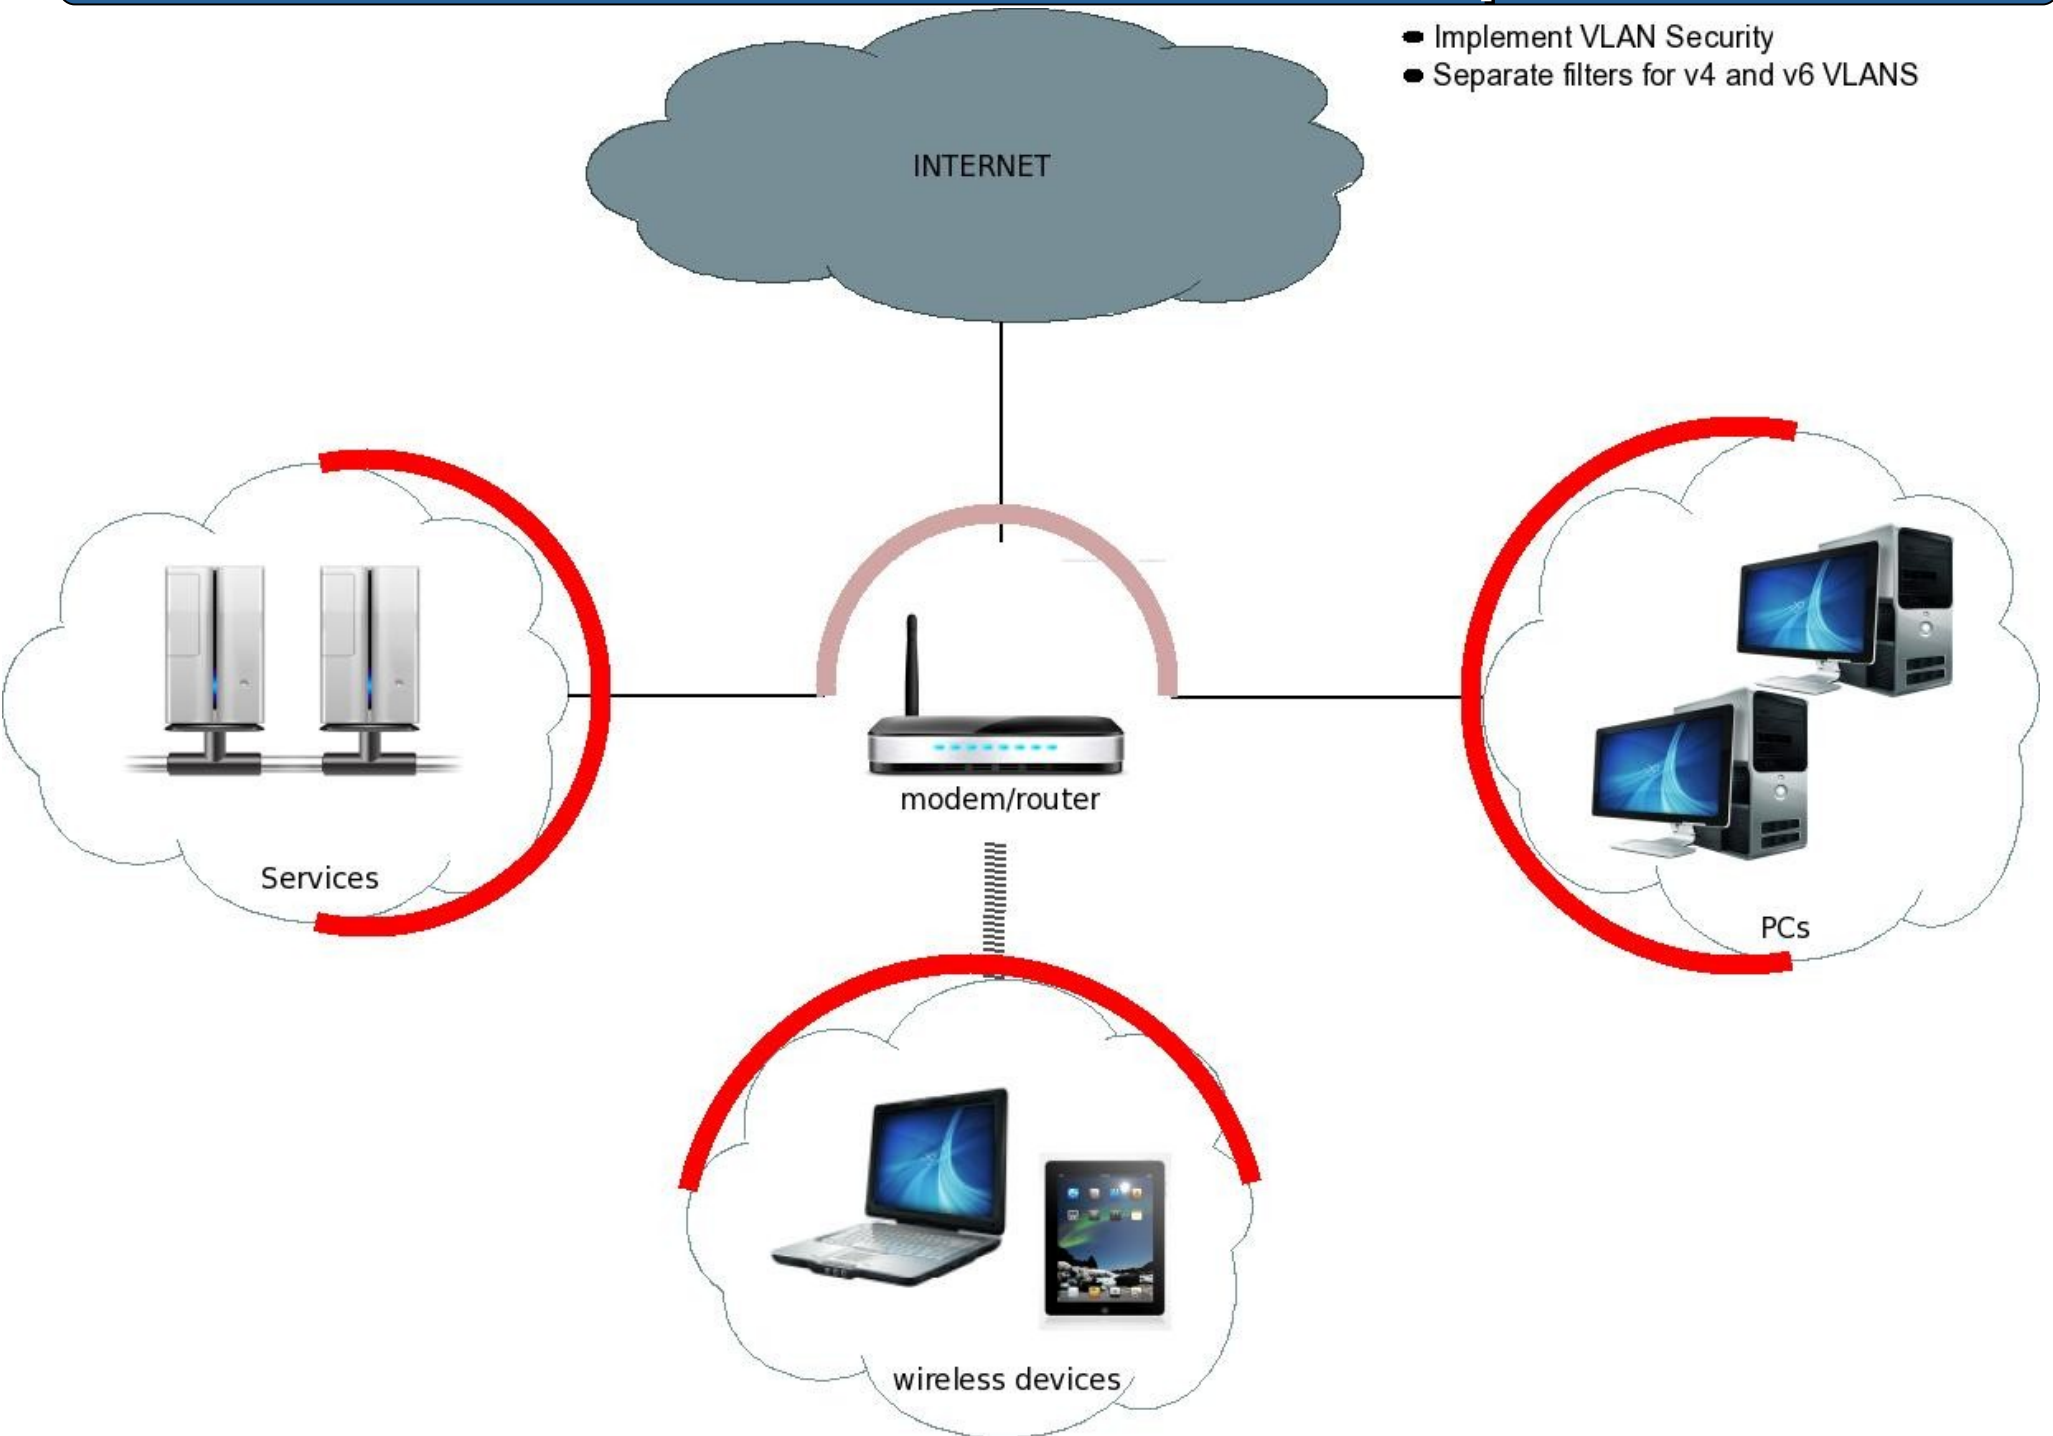 Implement VLAN Security
Separate filters for v4 and v6 VLANS
INTERNET
modem/router
Services
PCs
wireless devices